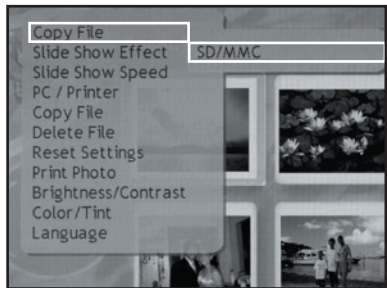 Copy File
Slide Show Effect
SD/MMC
Slide Show Speed
PC / Printer
Copy File
Delete File
Reset Settings
Print Photo
Brightness/Contrast
Color/Tint
Language